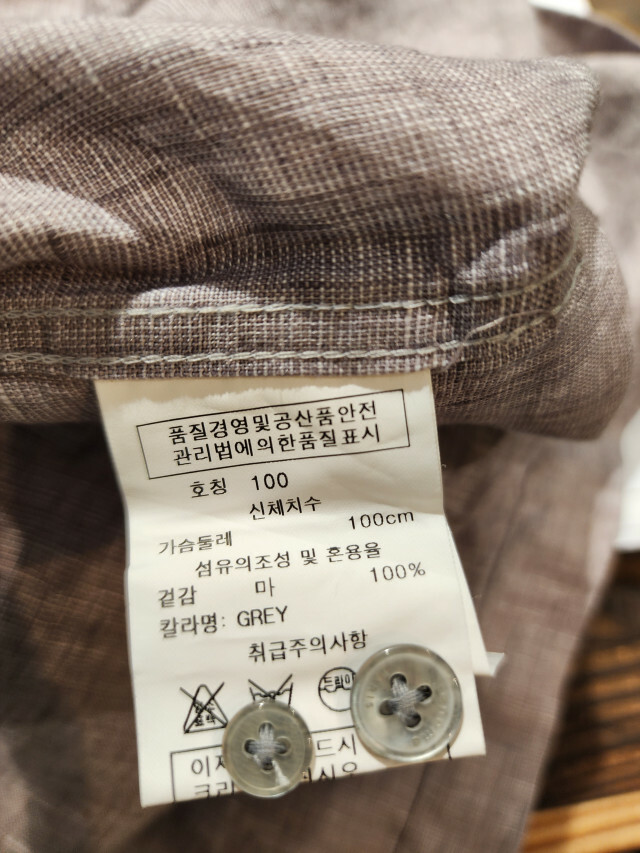 품질경영및공산품안전
관리법에의한품질표시
호칭 100
신체치수
가슴둘레 100cm
섬유의조성 및 혼용율
겉감 마 100%
칼라명: GREY
취급주의사항